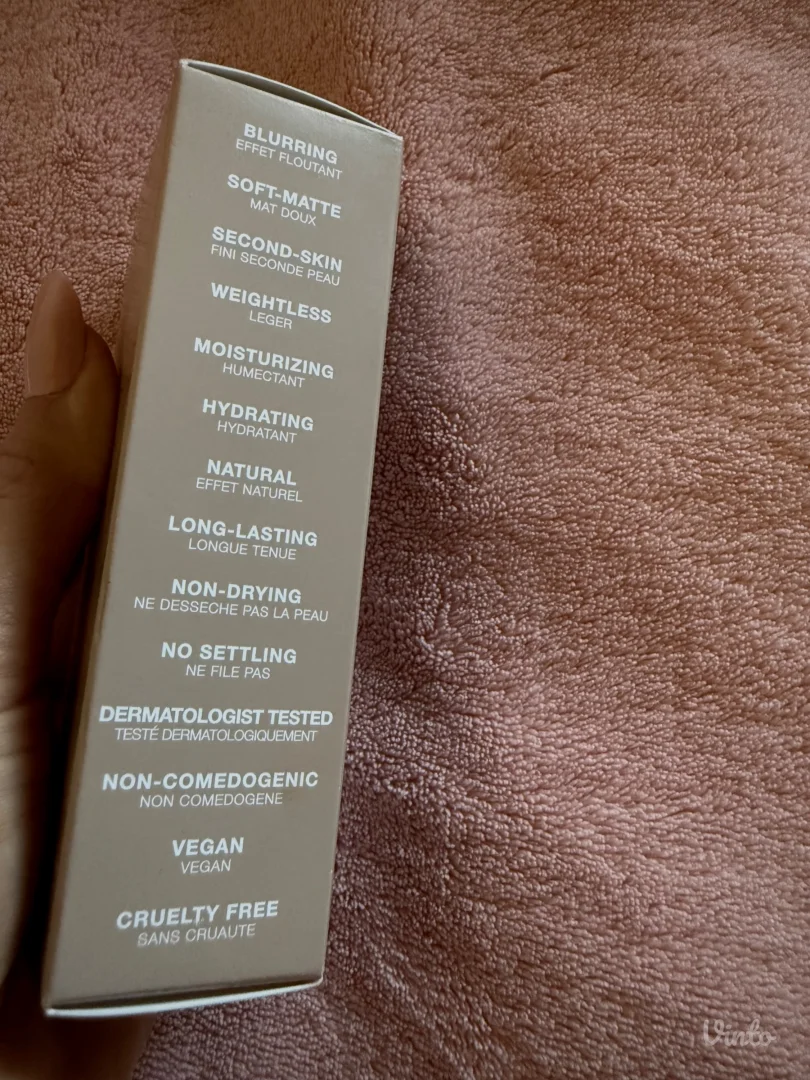 BLURRING
EFFET FLOUTANT
SOFT-MATTE
MAT DOUX
SECOND-SKIN
FINI SECONDE PEAU
WEIGHTLESS
LEGER
MOISTURIZING
HUMECTANT
HYDRATING
HYDRATANT
NATURAL
EFFET NATUREL
LONG-LASTING
LONGUE TENUE
NON-DRYING
NE DESSECHE PAS LA PEAU
NO SETTLING
NE FILE PAS
DERMATOLOGIST TESTED
TESTÉ DERMATOLOGIQUEMENT
NON-COMEDOGENIC
NON COMEDOGENE
VEGAN
VEGAN
CRUELTY FREE
SANS CRUAUTE
Vinto